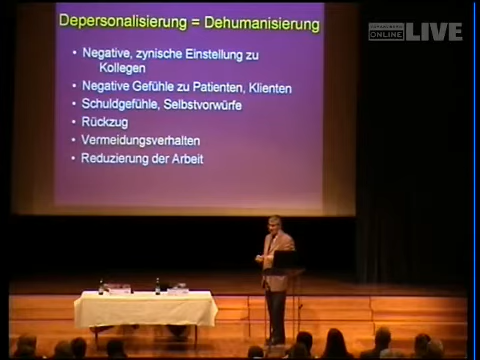 Depersonalisierung = Dehumanisierung
• Negative, zynische Einstellung zu
Kollegen
• Negative Gefühle zu Patienten, Klienten
• Schuldgefühle, Selbstvorwürfe
• Rückzug
• Vermeidungsverhalten
• Reduzierung der Arbeit
ONLINE LIVE